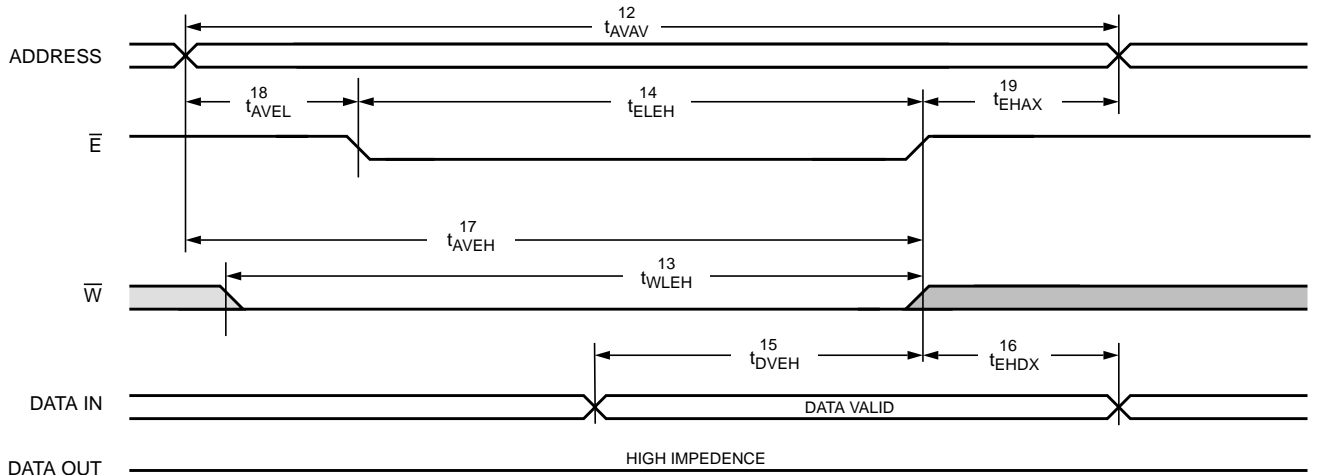 12
tAVAV
ADDRESS
18
tAVEL
14
tELEH
19
tEHAX
E̅
17
tAVEH
13
tWLEH
W̅
15
tDVEH
16
tEHDX
DATA IN
DATA VALID
DATA OUT
HIGH IMPEDENCE